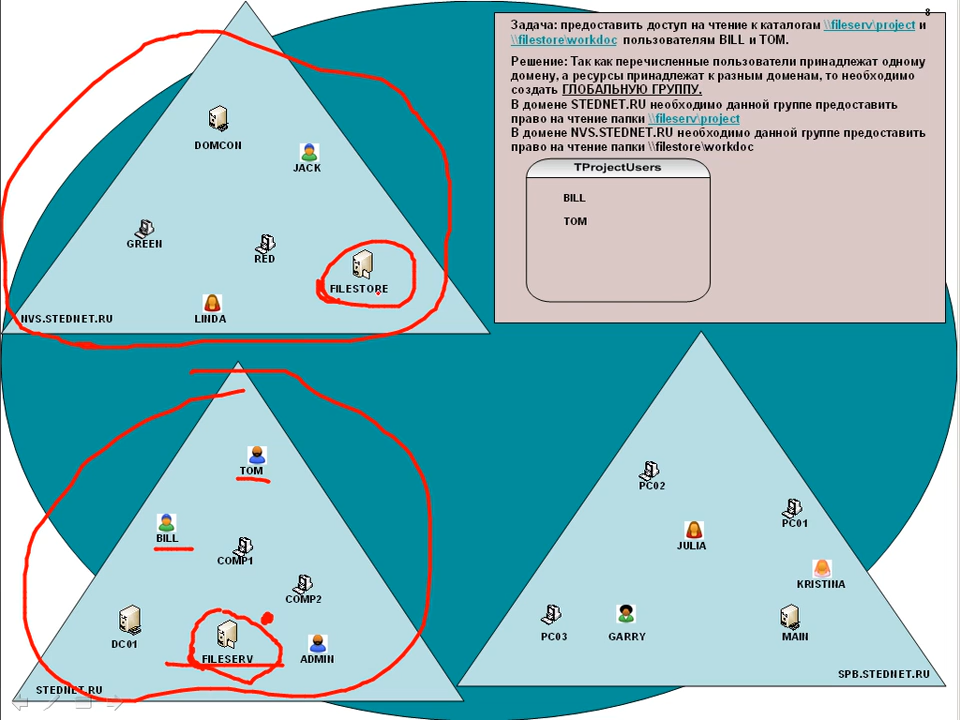 8
Задача: предоставить доступ на чтение к каталогам \\fileserv\project и
\\filestore\workdoc пользователям BILL и TOM.
Решение: Так как перечисленные пользователи принадлежат одному
домену, а ресурсы принадлежат к разным доменам, то необходимо
создать ГЛОБАЛЬНУЮ ГРУППУ.
В домене STEDNET.RU необходимо данной группе предоставить
право на чтение папки \\fileserv\project
В домене NVS.STEDNET.RU необходимо данной группе предоставить
право на чтение папки \\filestore\workdoc
TProjectUsers
BILL
TOM
DOMCON
JACK
GREEN
RED
FILESTORE
LINDA
NVS.STEDNET.RU
TOM
BILL
COMP1
COMP2
DC01
FILESERV
ADMIN
STEDNET.RU
PC02
PC01
JULIA
KRISTINA
PC03
GARRY
MAIN
SPB.STEDNET.RU